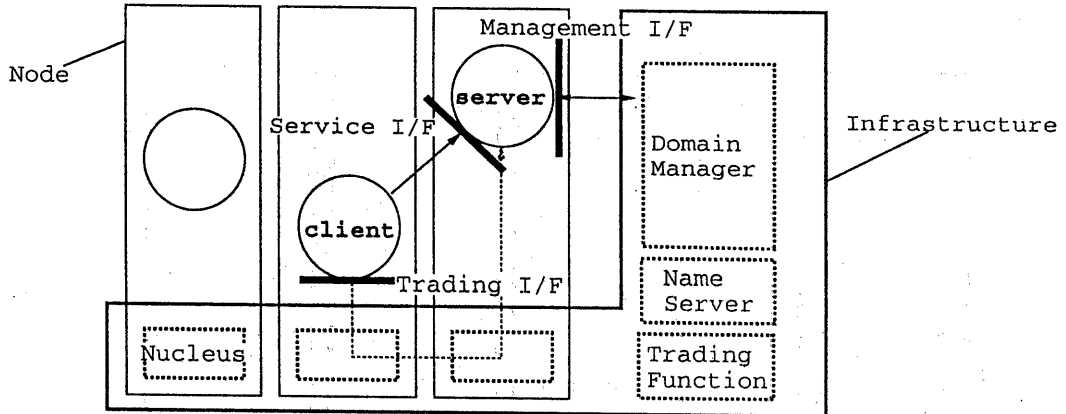 Management I/F
Node
server
Service I/F
Infrastructure
Domain
Manager
client
Trading I/F
Name
Server
Nucleus
Trading
Function